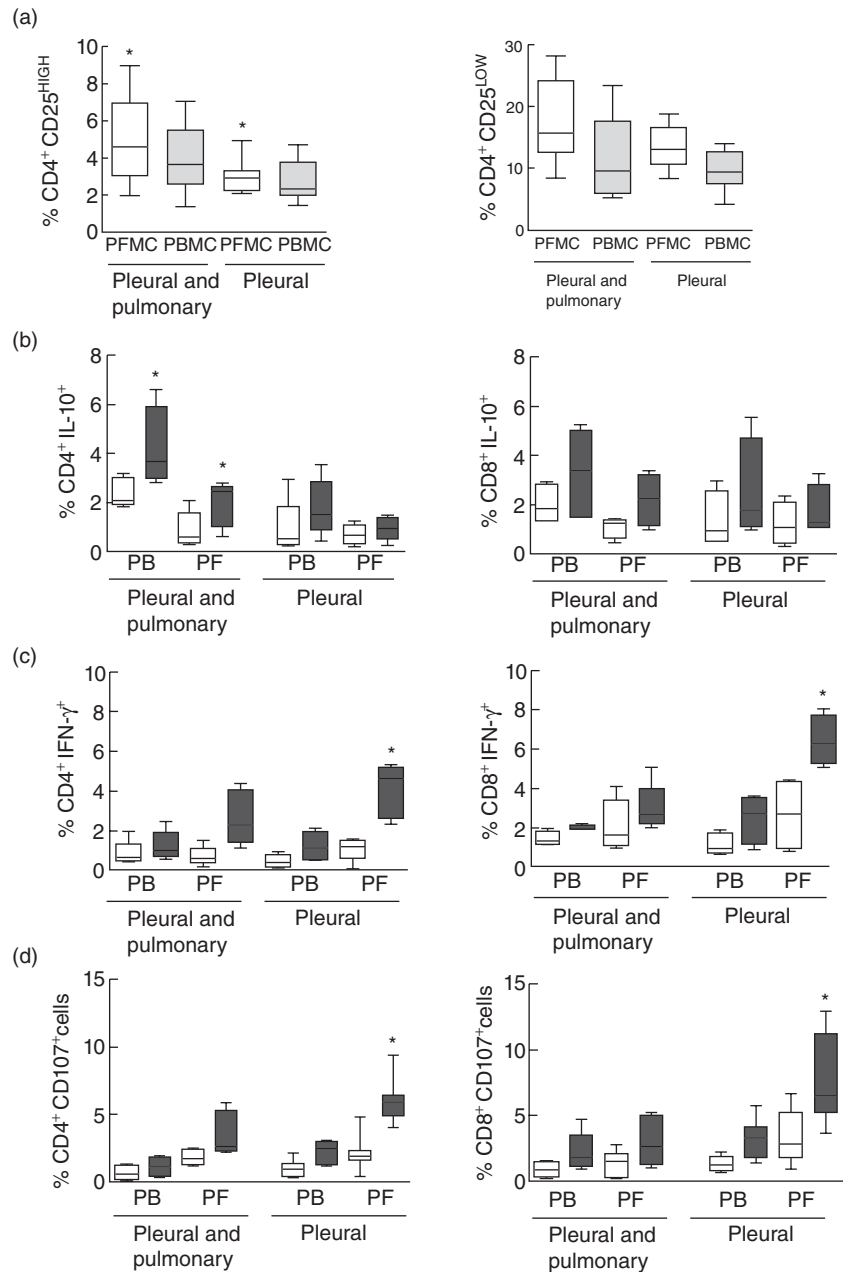 (a)
% CD4⁺ CD25ᴴᴵᴳᴴ
10
8
6
4
2
0
*
*
PFMC PBMC PFMC PBMC
Pleural and
pulmonary
Pleural
% CD4⁺ CD25ᴸᴼᵂ
30
20
10
0
PFMC PBMC PFMC PBMC
Pleural and
pulmonary
Pleural
(b)
% CD4⁺ IL-10⁺
8
6
4
2
0
*
*
PB PF PB PF
Pleural and
pulmonary
Pleural
% CD8⁺ IL-10⁺
8
6
4
2
0
PB PF PB PF
Pleural and
pulmonary
Pleural
(c)
% CD4⁺ IFN-γ⁺
10
8
6
4
2
0
*
PB PF PB PF
Pleural and
pulmonary
Pleural
% CD8⁺ IFN-γ⁺
10
8
6
4
2
0
*
PB PF PB PF
Pleural and
pulmonary
Pleural
(d)
% CD4⁺ CD107⁺cells
15
10
5
0
*
PB PF PB PF
Pleural and
pulmonary
Pleural
% CD8⁺ CD107⁺cells
15
10
5
0
*
PB PF PB PF
Pleural and
pulmonary
Pleural